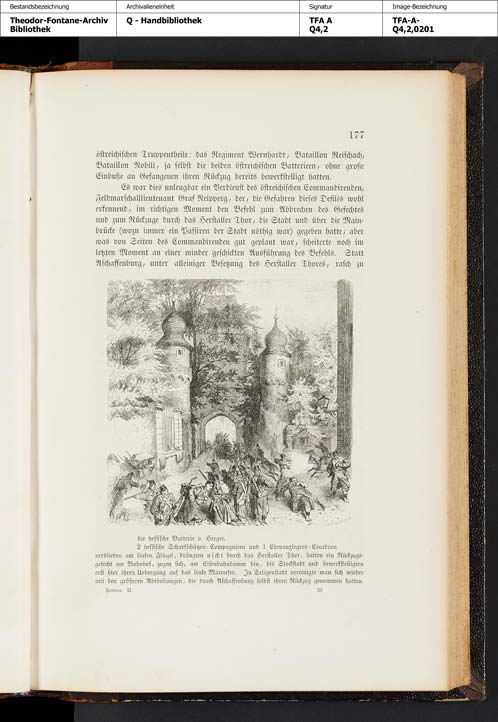 Bestandsbezeichnung Archivalieneinheit Signatur Image-Bezeichnung
Theodor-Fontane-Archiv Q - Handbibliothek TFA A TFA-A-
Bibliothek Q4,2 Q4,2,0201
177
östreichischen Truppentheile: das Regiment Wernhardt, Bataillon Reischach,
Bataillon Nobili, ja selbst die beiden östreichischen Batterieen, ohne große
Einbuße an Gefangenen ihren Rückzug bereits bewerkstelligt hatten.
Es war dies unleugbar ein Verdienst des östreichischen Commandirenden,
Feldmarschalllieutenant Graf Neipperg, der, die Gefahren dieses Defilés wohl
erkennend, im richtigen Moment den Befehl zum Abbrechen des Gefechts
und zum Rückzuge durch das Herstaller Thor, die Stadt und über die Main-
brücke (wozu immer ein Passiren der Stadt nöthig war) gegeben hatte; aber
was von Seiten des Commandirenden gut geplant war, scheiterte noch im
letzten Moment an einer minder geschickten Ausführung des Befehls. Statt
Aschaffenburg, unter alleiniger Besetzung des Herstaller Thores, rasch zu
die hessische Batterie v. Herget,
2 hessische Scharfschützen-Compagnieen und 1 Chevauxlegers-Escadron
verblieben am linken Flügel, drängten nicht durch das Herstaller Thor, hatten ein Rückzugs-
gefecht am Bahnhof, zogen sich, am Eisenbahndamm hin, bis Stockstadt und bewerkstelligten
erst hier ihren Uebergang auf das linke Mainufer. In Seligenstadt vereinigte man sich wieder
mit den größeren Abtheilungen, die durch Aschaffenburg selbst ihren Rückzug genommen hatten.
Fontane. II. 23